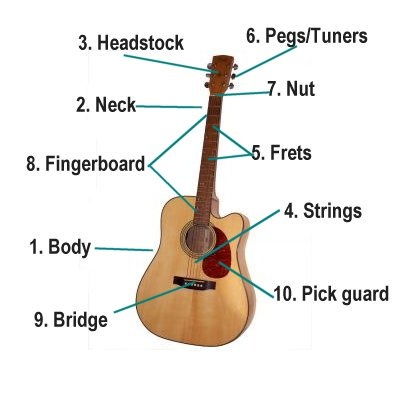 6. Pegs/Tuners
3. Headstock
7. Nut
2. Neck
5. Frets
8. Fingerboard
4. Strings
1. Body
10. Pick guard
9. Bridge